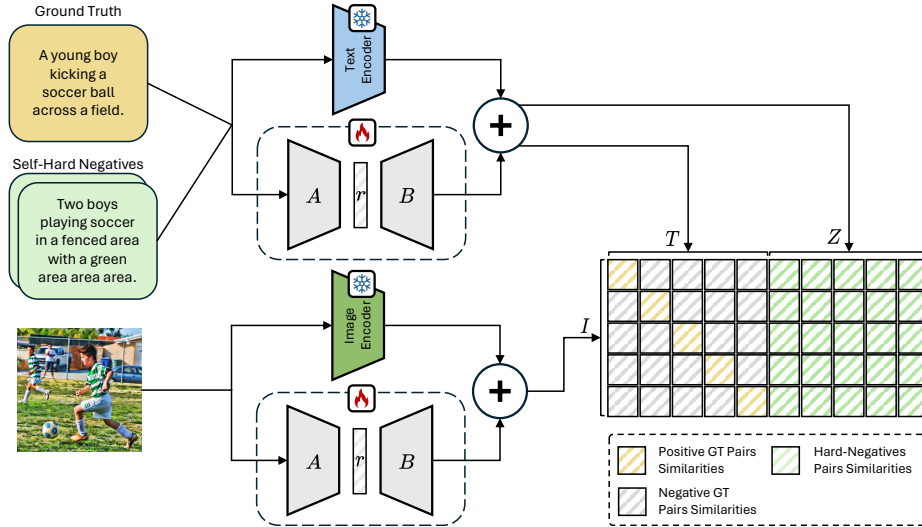 Ground Truth
A young boy
kicking a
soccer ball
across a field.
Self-Hard Negatives
Two boys
playing soccer
in a fenced area
with a green
area area area.
Text
Encoder
A
r
B
+
Image
Encoder
A
r
B
+
T
Z
I
Positive GT Pairs
Similarities
Hard-Negatives
Pairs Similarities
Negative GT
Pairs Similarities